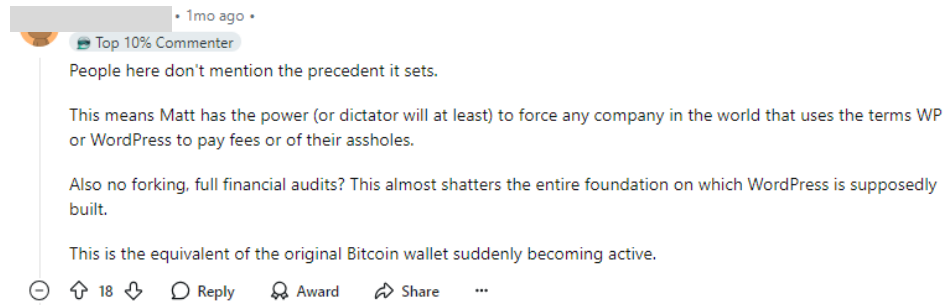 • 1mo ago •
Top 10% Commenter
People here don't mention the precedent it sets.
This means Matt has the power (or dictator will at least) to force any company in the world that uses the terms WP
or WordPress to pay fees or of their assholes.
Also no forking, full financial audits? This almost shatters the entire foundation on which WordPress is supposedly
built.
This is the equivalent of the original Bitcoin wallet suddenly becoming active.
18 Reply Award Share ...